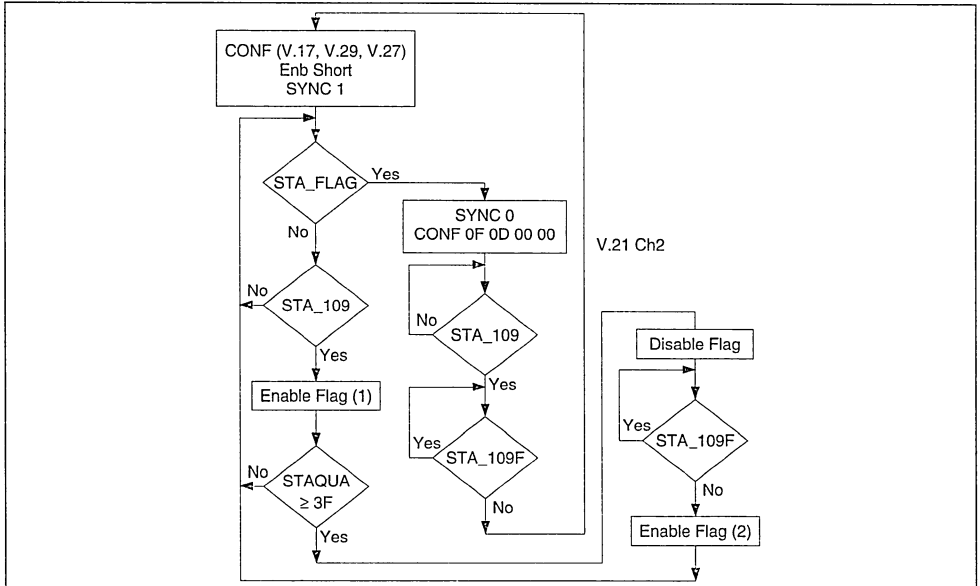 CONF (V.17, V.29, V.27)
Enb Short
SYNC 1
STA_FLAG
Yes
No
SYNC 0
CONF 0F 0D 00 00
V.21 Ch2
No
STA_109
Yes
No
STA_109
Yes
Disable Flag
Enable Flag (1)
Yes
STA_109F
No
Yes
STA_109F
No
No
STAQUA
≥ 3F
Yes
Enable Flag (2)